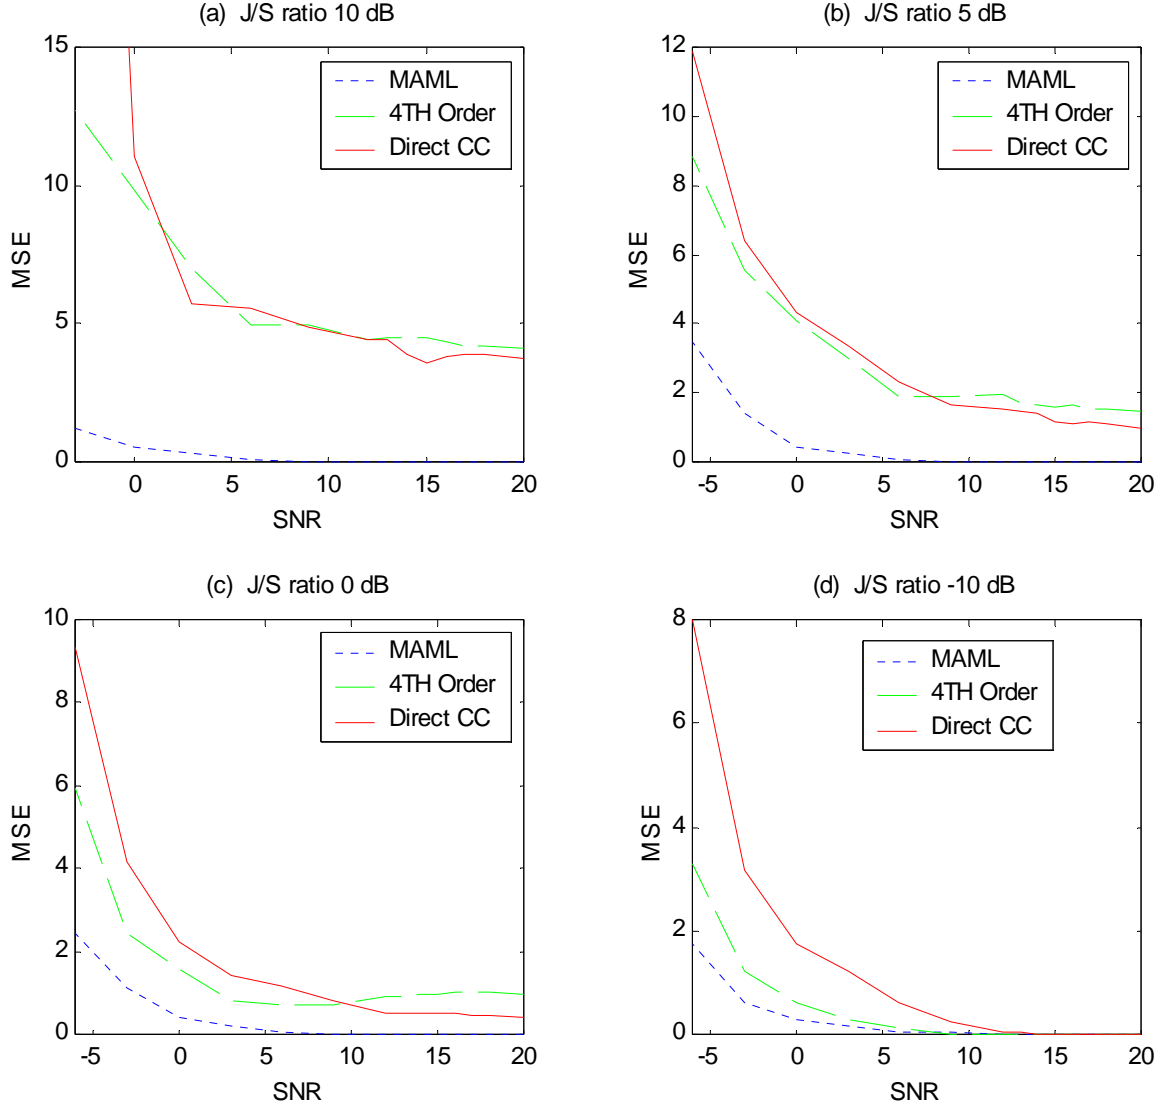 (a)  J/S ratio 10 dB
15
10
5
0
MSE
MAML
4TH Order
Direct CC
0 5 10 15 20
SNR
(b)  J/S ratio 5 dB
12
10
8
6
4
2
0
MSE
MAML
4TH Order
Direct CC
-5 0 5 10 15 20
SNR
(c)  J/S ratio 0 dB
10
8
6
4
2
0
MSE
MAML
4TH Order
Direct CC
-5 0 5 10 15 20
SNR
(d)  J/S ratio -10 dB
8
6
4
2
0
MSE
MAML
4TH Order
Direct CC
-5 0 5 10 15 20
SNR